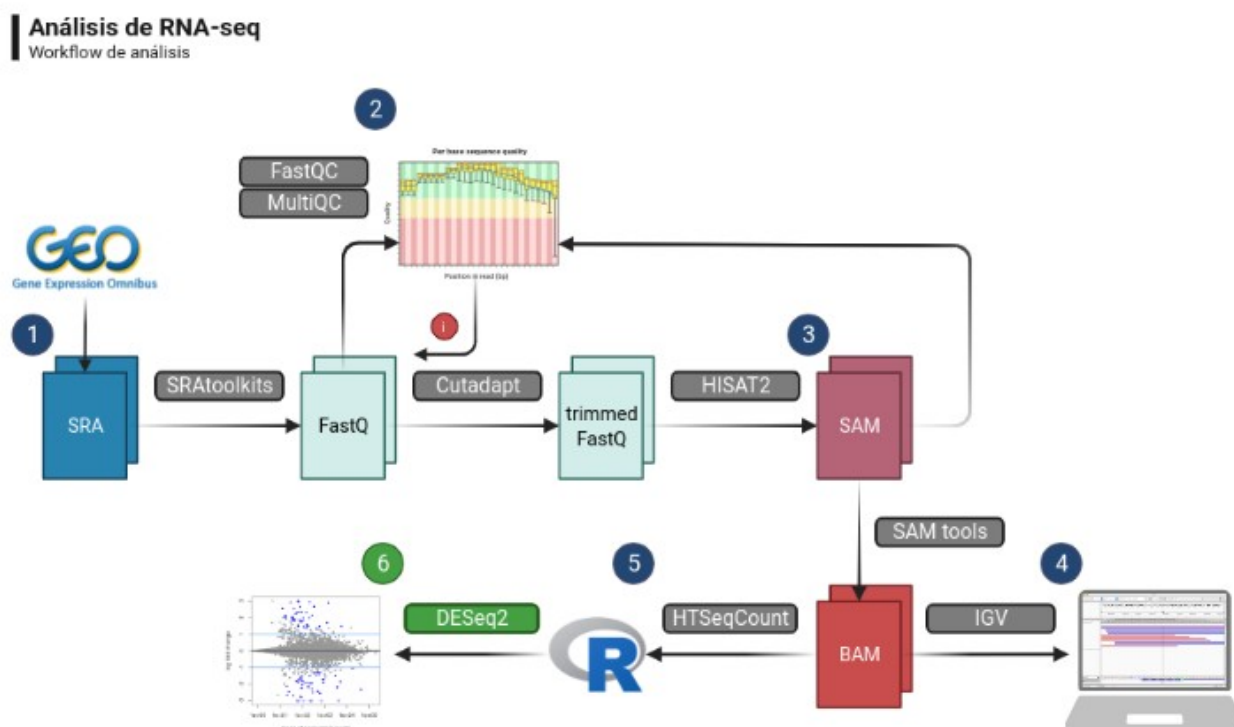 Análisis de RNA-seq
Workflow de análisis
2
FastQC
MultiQC
Per base sequence quality
Quality
Position in read (bp)
GEO
Gene Expression Omnibus
1
i
3
SRAtoolkits
Cutadapt
HISAT2
SRA
FastQ
trimmed
FastQ
SAM
SAM tools
6
5
4
DESeq2
HTSeqCount
IGV
R
BAM